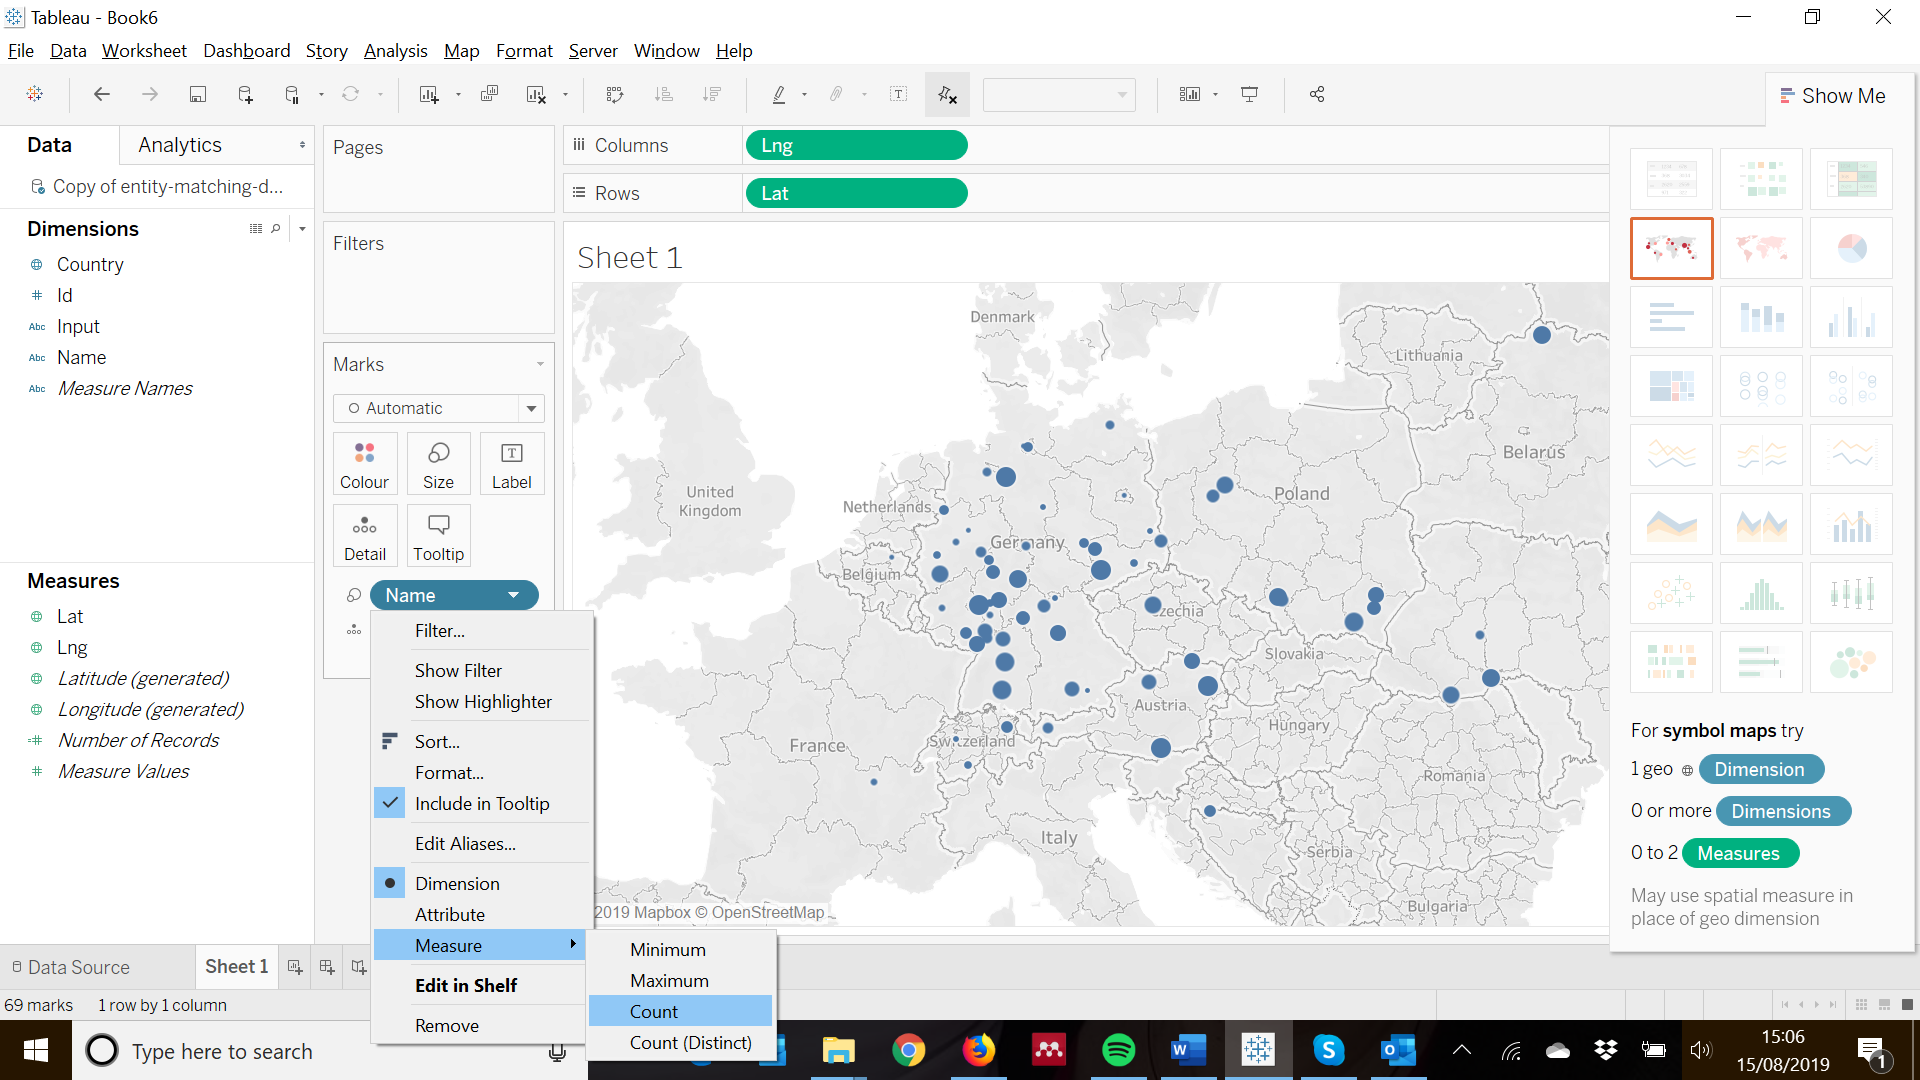 Tableau - Book6
File Data Worksheet Dashboard Story Analysis Map Format Server Window Help
Show Me
Data Analytics
Copy of entity-matching-d...
Dimensions
Country
Id
Abc Input
Abc Name
Abc Measure Names
Measures
Lat
Lng
Latitude (generated)
Longitude (generated)
Number of Records
Measure Values
Pages
Filters
Marks
Automatic
Colour Size Label
Detail Tooltip
Name
Filter...
Show Filter
Show Highlighter
Sort...
Format...
Include in Tooltip
Edit Aliases...
Dimension
Attribute
Measure
Edit in Shelf
Remove
Minimum
Maximum
Count
Count (Distinct)
Columns Lng
Rows Lat
Sheet 1
Denmark
Lithuania
Belarus
United
Kingdom
Netherlands
Poland
Germany
Belgium
Czechia
Slovakia
Austria
Hungary
France
Switzerland
Romania
Italy
Serbia
Bulgaria
2019 Mapbox © OpenStreetMap
For symbol maps try
1 geo Dimension
0 or more Dimensions
0 to 2 Measures
May use spatial measure in
place of geo dimension
Data Source Sheet 1
69 marks 1 row by 1 column
Type here to search
15:06
15/08/2019
1